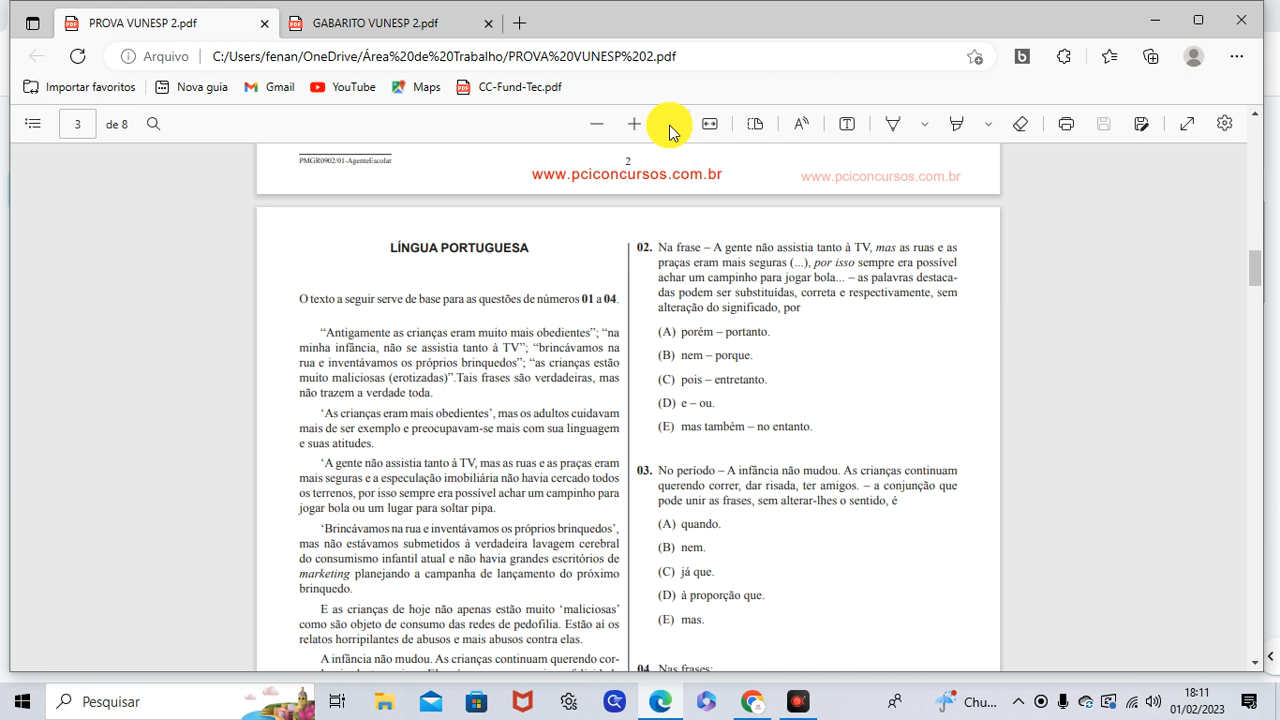 PROVA VUNESP 2.pdf
GABARITO VUNESP 2.pdf
Arquivo
C:/Users/fenan/OneDrive/Área%20de%20Trabalho/PROVA%20VUNESP%202.pdf
Importar favoritos
Nova guia
Gmail
YouTube
Maps
CC-Fund-Tec.pdf
3 de 8
PMGR0902/01-AgenteEscolar
2
www.pciconcursos.com.br
www.pciconcursos.com.br
LÍNGUA PORTUGUESA
O texto a seguir serve de base para as questões de números 01 a 04.
“Antigamente as crianças eram muito mais obedientes”; “na
minha infância, não se assistia tanto à TV”; “brincávamos na
rua e inventávamos os próprios brinquedos”; “as crianças estão
muito maliciosas (erotizadas)”.Tais frases são verdadeiras, mas
não trazem a verdade toda.
‘As crianças eram mais obedientes’, mas os adultos cuidavam
mais de ser exemplo e preocupavam-se mais com sua linguagem
e suas atitudes.
‘A gente não assistia tanto à TV, mas as ruas e as praças eram
mais seguras e a especulação imobiliária não havia cercado todos
os terrenos, por isso sempre era possível achar um campinho para
jogar bola ou um lugar para soltar pipa.
‘Brincávamos na rua e inventávamos os próprios brinquedos’,
mas não estávamos submetidos à verdadeira lavagem cerebral
do consumismo infantil atual e não havia grandes escritórios de
marketing planejando a campanha de lançamento do próximo
brinquedo.
E as crianças de hoje não apenas estão muito ‘maliciosas’
como são objeto de consumo das redes de pedofilia. Estão aí os
relatos horripilantes de abusos e mais abusos contra elas.
A infância não mudou. As crianças continuam querendo cor-
02. Na frase – A gente não assistia tanto à TV, mas as ruas e as
praças eram mais seguras (...), por isso sempre era possível
achar um campinho para jogar bola... – as palavras destaca-
das podem ser substituídas, correta e respectivamente, sem
alteração do significado, por
(A) porém – portanto.
(B) nem – porque.
(C) pois – entretanto.
(D) e – ou.
(E) mas também – no entanto.
03. No período – A infância não mudou. As crianças continuam
querendo correr, dar risada, ter amigos. – a conjunção que
pode unir as frases, sem alterar-lhes o sentido, é
(A) quando.
(B) nem.
(C) já que.
(D) à proporção que.
(E) mas.
04. Nas frases:
Pesquisar
Chu...
8:11
01/02/2023